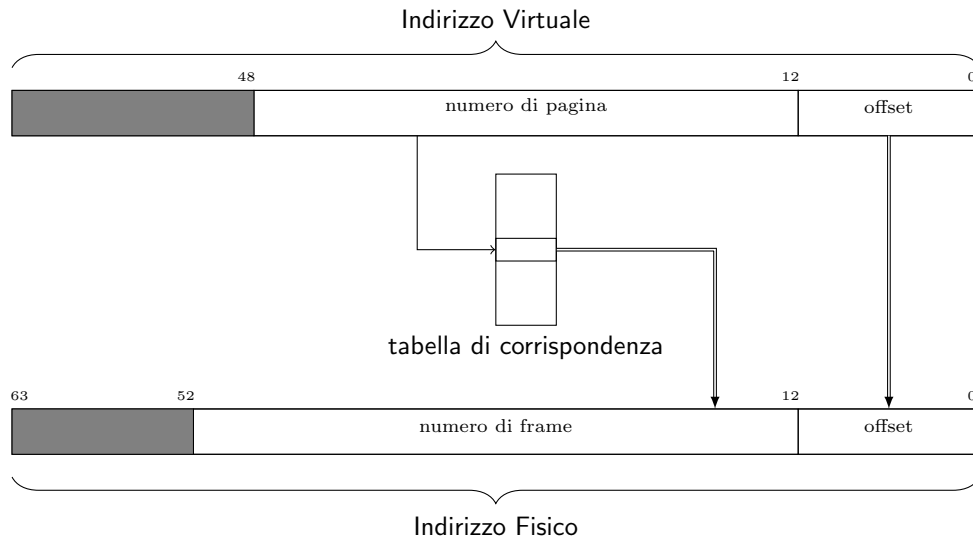 Indirizzo Virtuale
48 12 0
numero di pagina offset
tabella di corrispondenza
63 52 12 0
numero di frame offset
Indirizzo Fisico